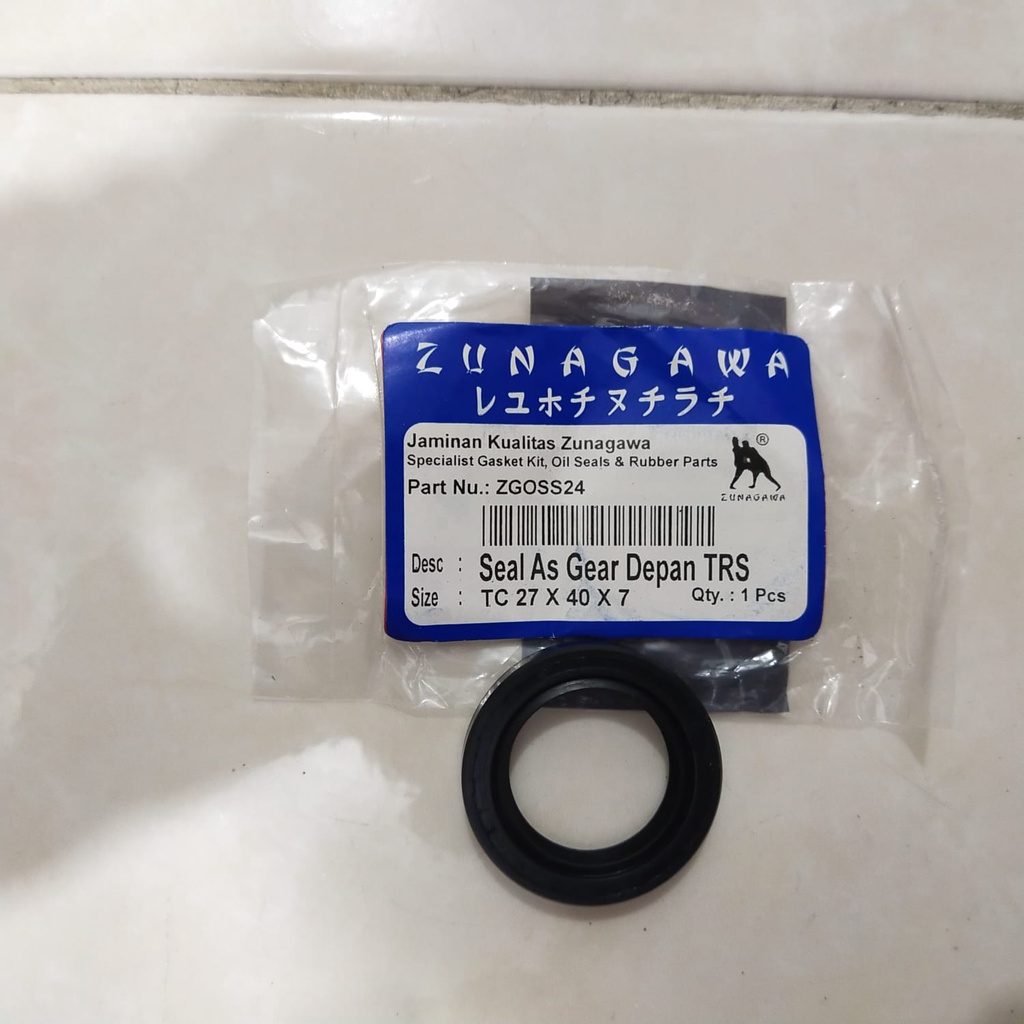 ZUNAGAWA
レユホチヌチラチ
Jaminan Kualitas Zunagawa
Specialist Gasket Kit, Oil Seals & Rubber Parts
®
ZUNAGAWA
Part Nu.: ZGOSS24
Desc : Seal As Gear Depan TRS
Size : TC 27 X 40 X 7 Qty. : 1 Pcs